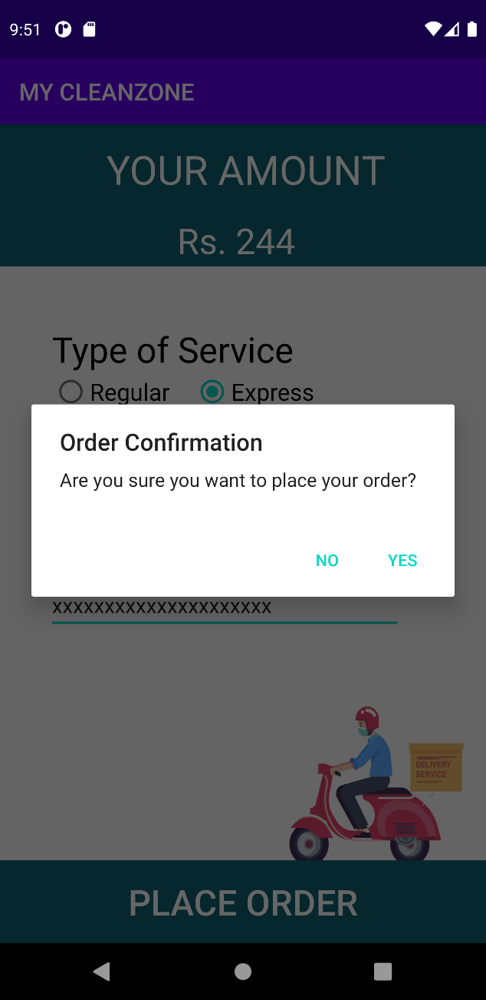 9:51
MY CLEANZONE
YOUR AMOUNT
Rs. 244
Type of Service
Regular Express
Order Confirmation
Are you sure you want to place your order?
NO YES
xxxxxxxxxxxxxxxxxxxxx
DELIVERY
SERVICE
PLACE ORDER